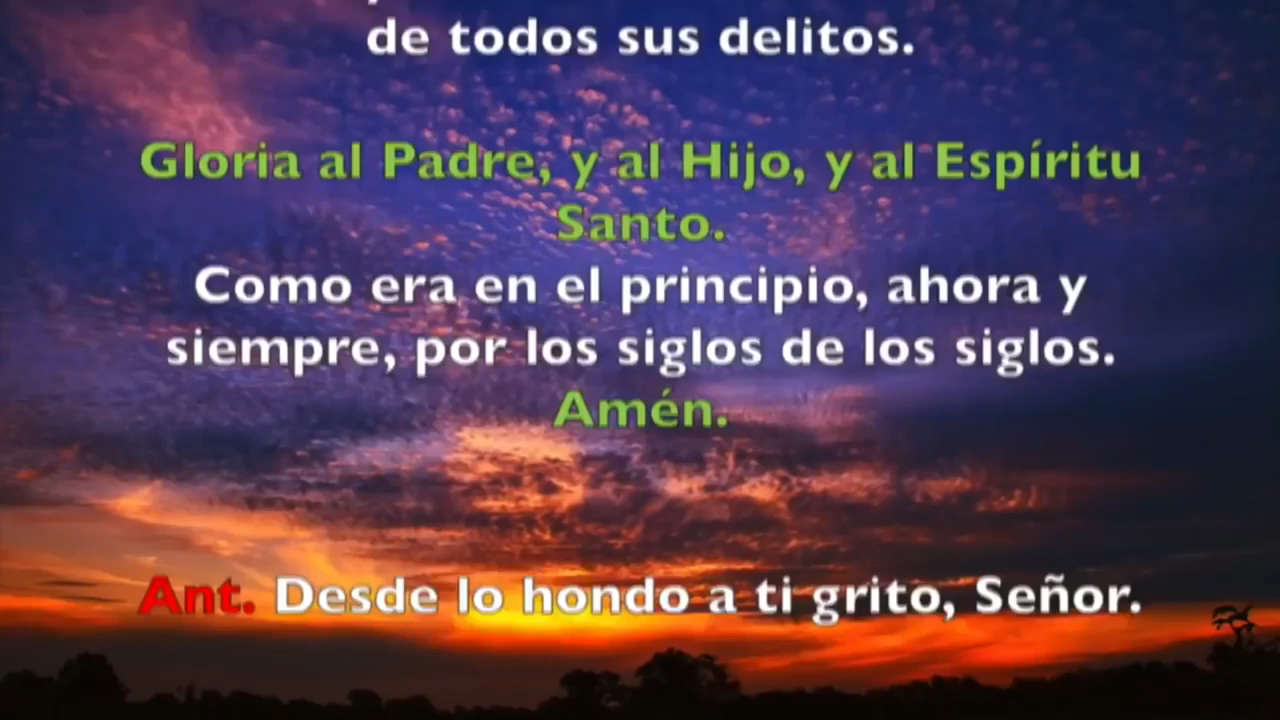 de todos sus delitos.
Gloria al Padre, y al Hijo, y al Espíritu
Santo.
Como era en el principio, ahora y
siempre, por los siglos de los siglos.
Amén.
Ant. Desde lo hondo a ti grito, Señor.